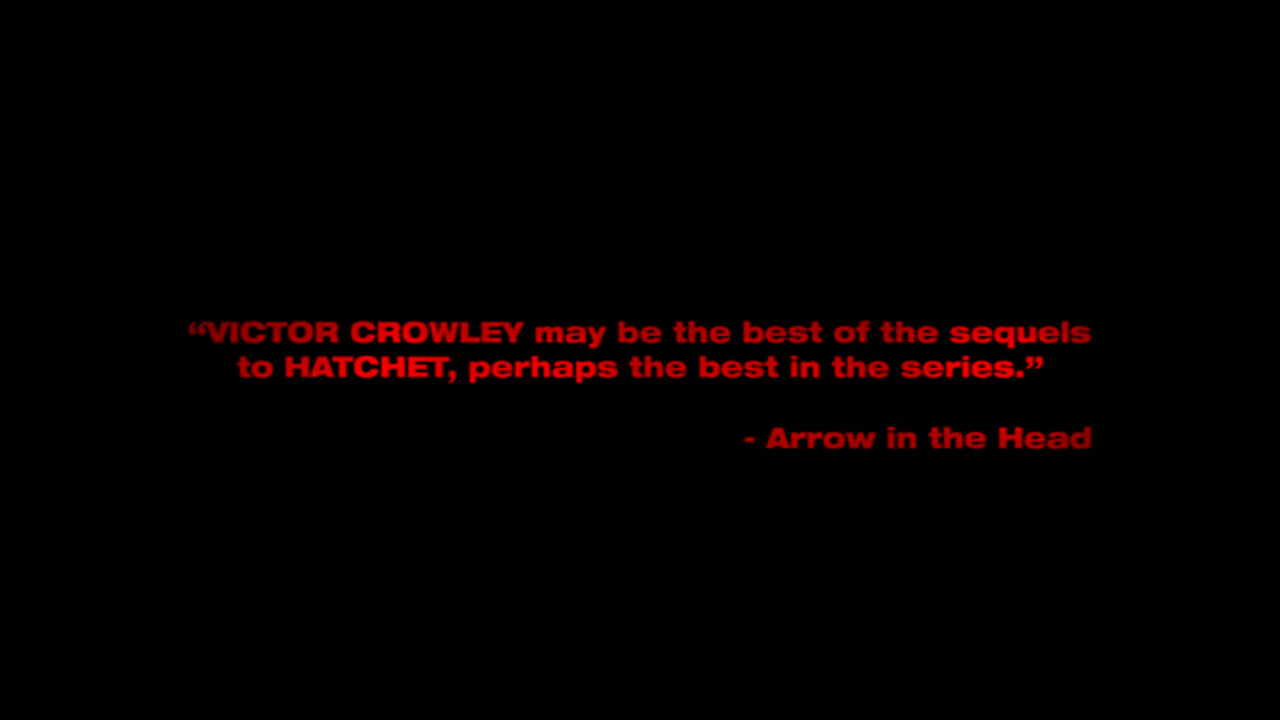 “VICTOR CROWLEY may be the best of the sequels
to HATCHET, perhaps the best in the series.”
- Arrow in the Head